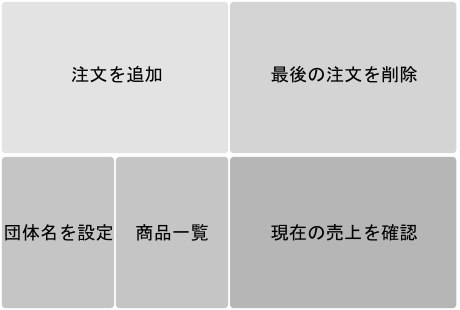 注文を追加
最後の注文を削除
団体名を設定
商品一覧
現在の売上を確認